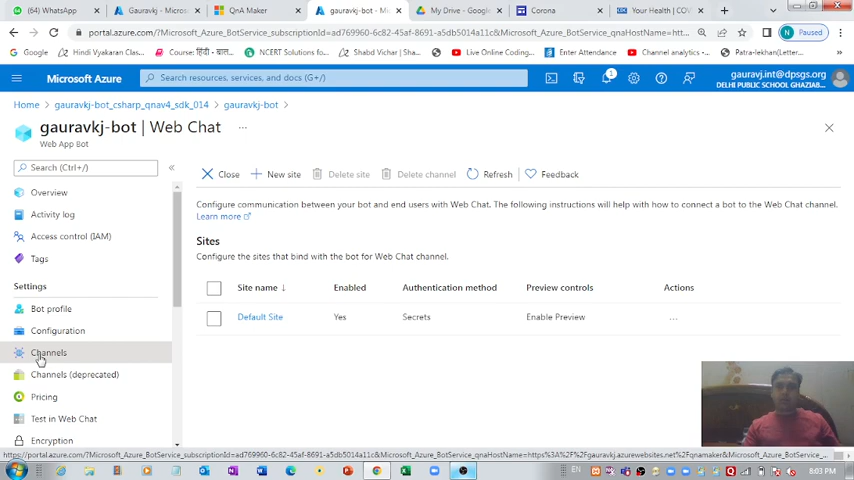 (64) WhatsApp
Gauravkj - Micros
QnA Maker
gauravkj-bot - Mi
My Drive - Google
Corona
Your Health | CO
portal.azure.com/?Microsoft_Azure_BotService_subscriptionId=ad769960-6c82-45af-8691-a5db5014a11c&Microsoft_Azure_BotService_qnaHostName=ht...
N Paused
Google
Hindi Vyakaran Clas...
Course: हिंदी
NCERT Solutions for...
Shabd Vichar | Sha...
Live Online Coding...
Enter Attendance
Channel analytics -...
Patra-lekhan(Letter...
Microsoft Azure
Search resources, services, and docs (G+/)
1
gauravj.int@dpsgs.org
DELHI PUBLIC SCHOOL GHAZIAB...
Home > gauravkj-bot_csharp_qnav4_sdk_014 > gauravkj-bot >
gauravkj-bot | Web Chat ...
Web App Bot
Search (Ctrl+/)
«
Close
New site
Delete site
Delete channel
Refresh
Feedback
Overview
Activity log
Access control (IAM)
Tags
Settings
Bot profile
Configuration
Channels
Channels (deprecated)
Pricing
Test in Web Chat
Encryption
Configure communication between your bot and end users with Web Chat. The following instructions will help with how to connect a bot to the Web Chat channel.
Learn more
Sites
Configure the sites that bind with the bot for Web Chat channel.
Site name ↓ Enabled Authentication method Preview controls Actions
Default Site Yes Secrets Enable Preview ...
https://portal.azure.com/?Microsoft_Azure_BotService_subscriptionId=ad769960-6c82-45af-8691-a5db5014a11c&Microsoft_Azure_BotService_qnaHostName=https%3A%2F%2Fgauravkj.azurewebsites.net%2Fqnamaker&Microsoft_Azure_BotService_...
EN
8:03 PM